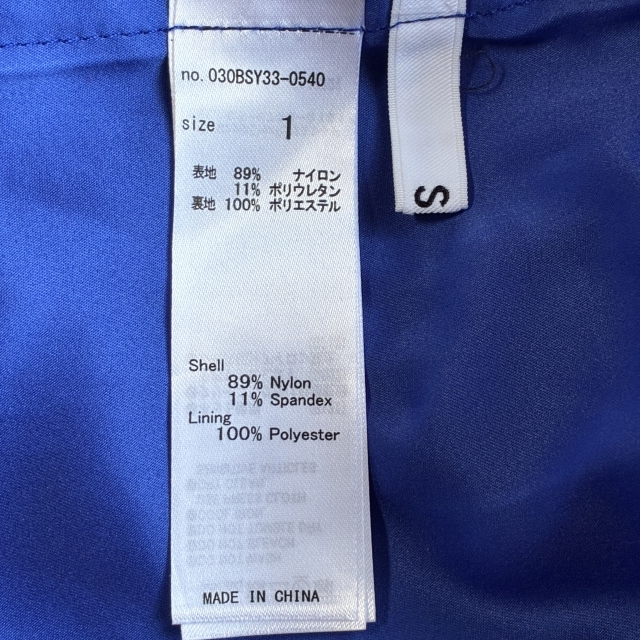 no. 030BSY33-0540
size 1
表地 89% ナイロン
11% ポリウレタン
裏地 100% ポリエステル
S
Shell
89% Nylon
11% Spandex
Lining
100% Polyester
MADE IN CHINA